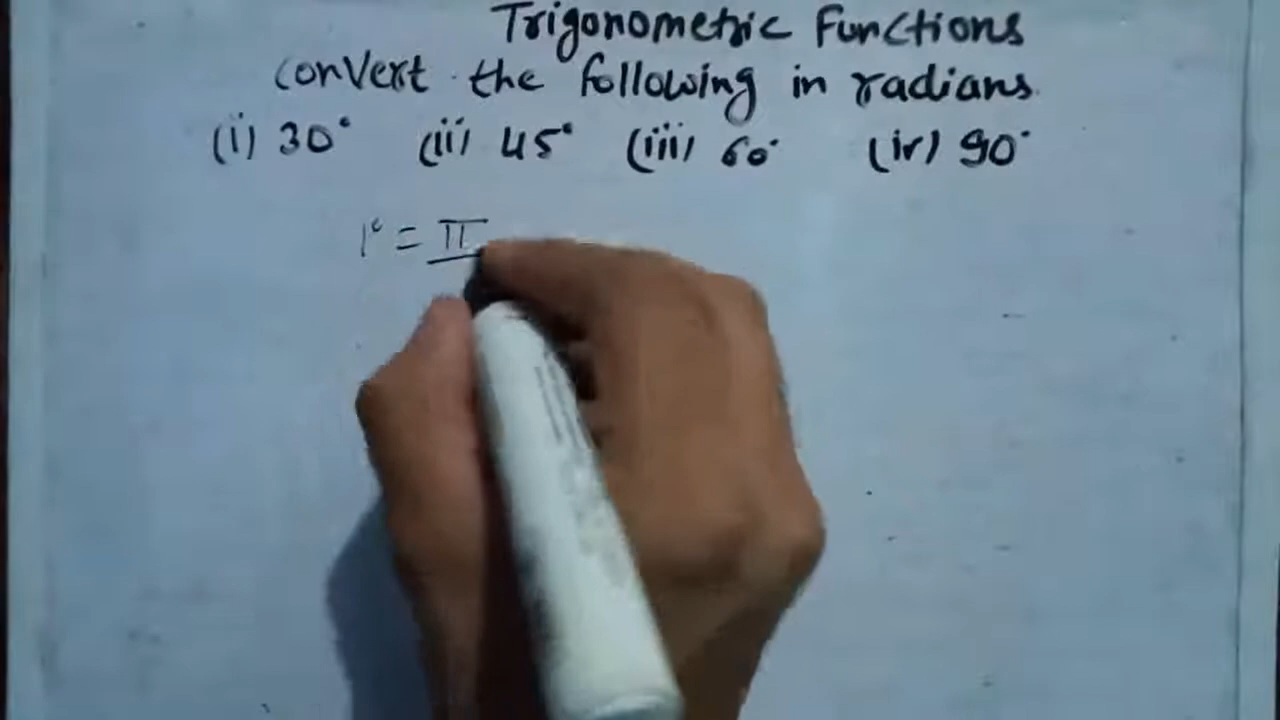 Trigonometric Functions
Convert the following in radians.
(i) 30° (ii) 45° (iii) 60° (iv) 90°
1° = π